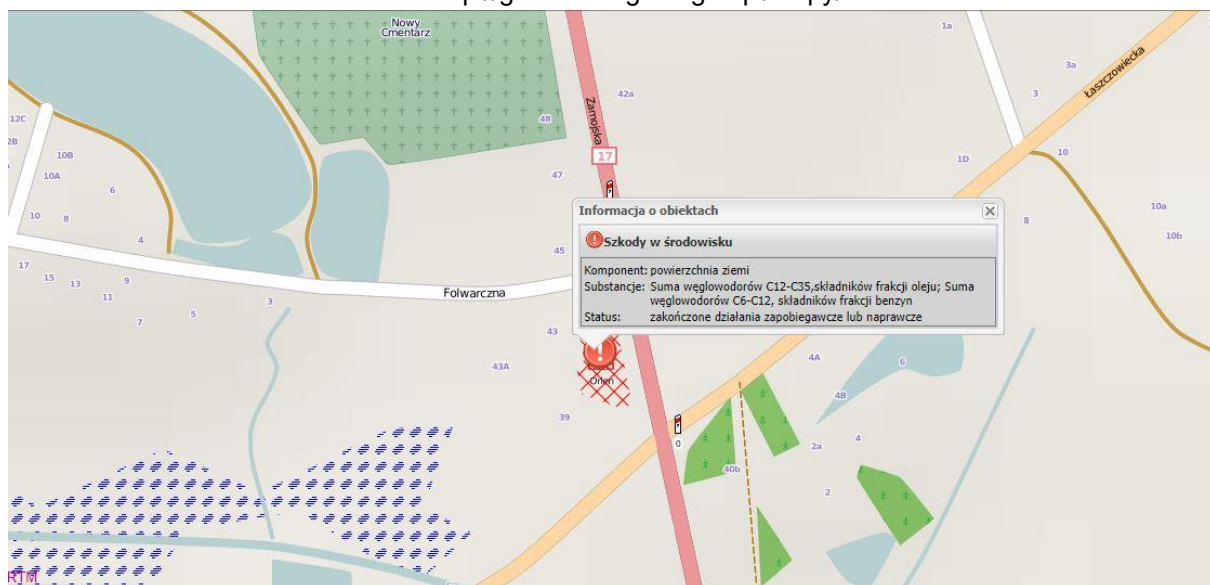 Nowy
Cmentarz
1a
3a
Łaszczowiecka
3
42a
Zamojska
48
12C
2B
10B
17
1D
10
10A
47
6
10
8
Informacja o obiektach
8
10a
10b
4
45
Szkody w środowisku
17
15
13
9
11
Komponent: powierzchnia ziemi
Substancje: Suma węglowodorów C12-C35,składników frakcji oleju; Suma
węglowodorów C6-C12, składników frakcji benzyn
Status: zakończone działania zapobiegawcze lub naprawcze
3
Folwarczna
5
7
43
43A
4A
6
Orlen
4B
39
0
2a
4
40b
2
RTM